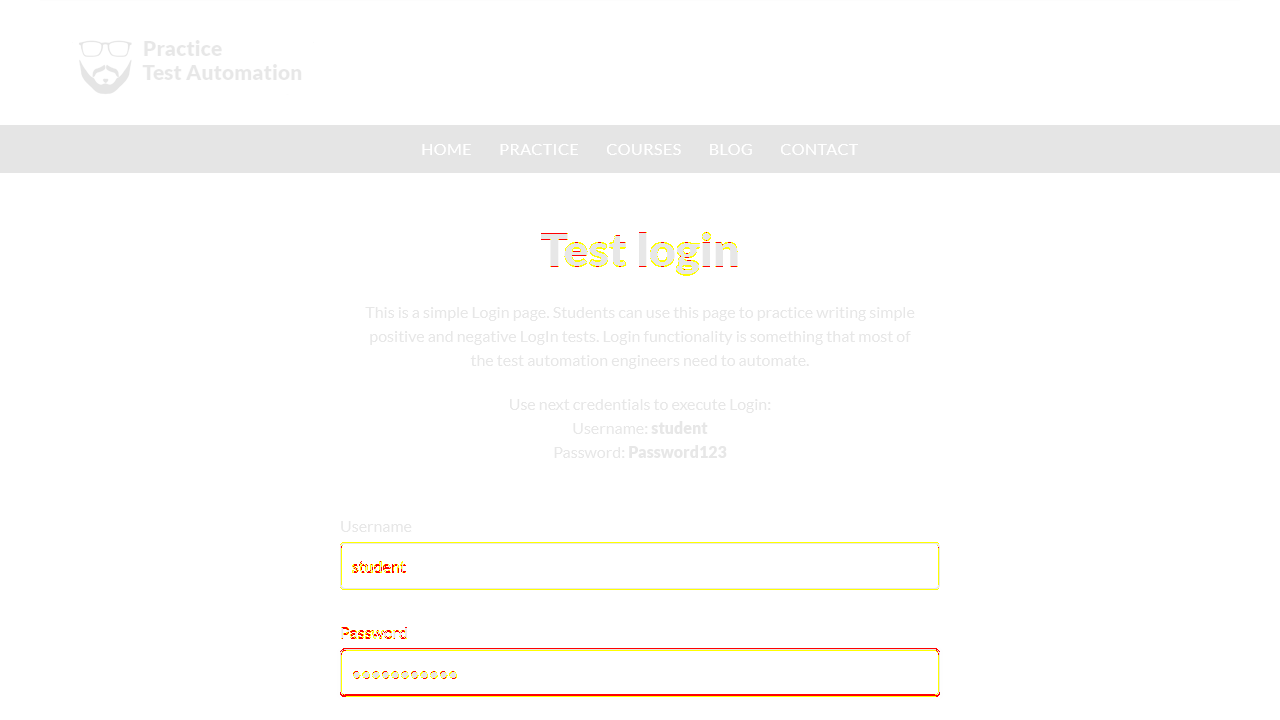 Practice
Test Automation
HOME PRACTICE COURSES BLOG CONTACT
Test login
This is a simple Login page. Students can use this page to practice writing simple
positive and negative LogIn tests. Login functionality is something that most of
the test automation engineers need to automate.
Use next credentials to execute Login:
Username: student
Password: Password123
Username
student
Password